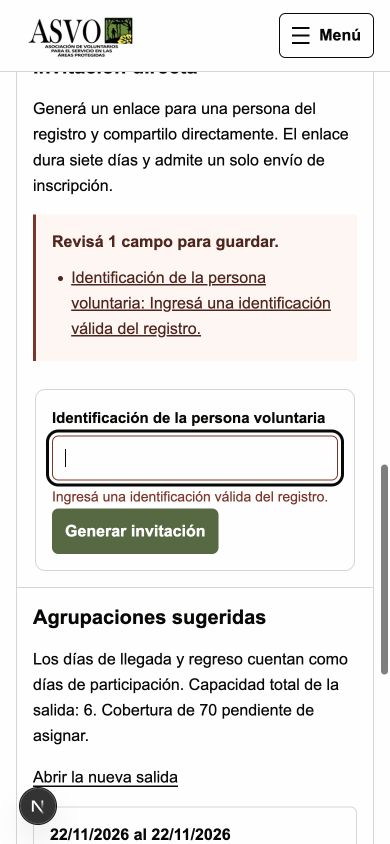 ASVO
ASOCIACIÓN DE VOLUNTARIOS
PARA EL SERVICIO EN LAS
ÁREAS PROTEGIDAS
Menú
Invitación directa
Generá un enlace para una persona del
registro y compartilo directamente. El enlace
dura siete días y admite un solo envío de
inscripción.
Revisá 1 campo para guardar.
• Identificación de la persona
voluntaria: Ingresá una identificación
válida del registro.
Identificación de la persona voluntaria
Ingresá una identificación válida del registro.
Generar invitación
Agrupaciones sugeridas
Los días de llegada y regreso cuentan como
días de participación. Capacidad total de la
salida: 6. Cobertura de 70 pendiente de
asignar.
Abrir la nueva salida
N
22/11/2026 al 22/11/2026